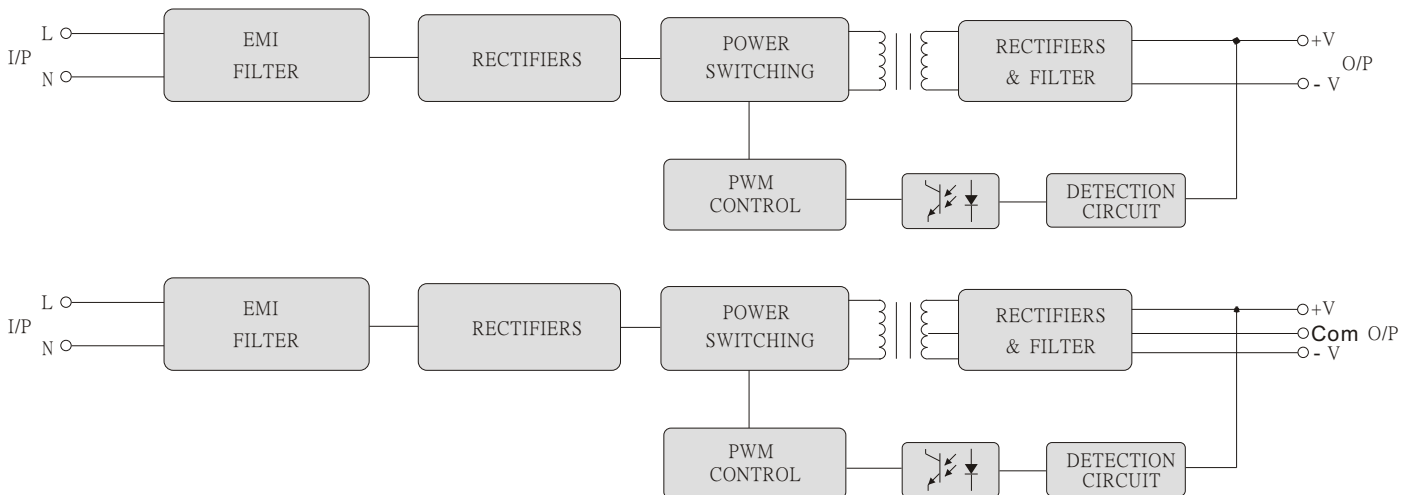 L
I/P
N
EMI
FILTER
RECTIFIERS
POWER
SWITCHING
RECTIFIERS
& FILTER
+V
O/P
- V
PWM
CONTROL
DETECTION
CIRCUIT
L
I/P
N
EMI
FILTER
RECTIFIERS
POWER
SWITCHING
RECTIFIERS
& FILTER
+V
Com O/P
- V
PWM
CONTROL
DETECTION
CIRCUIT